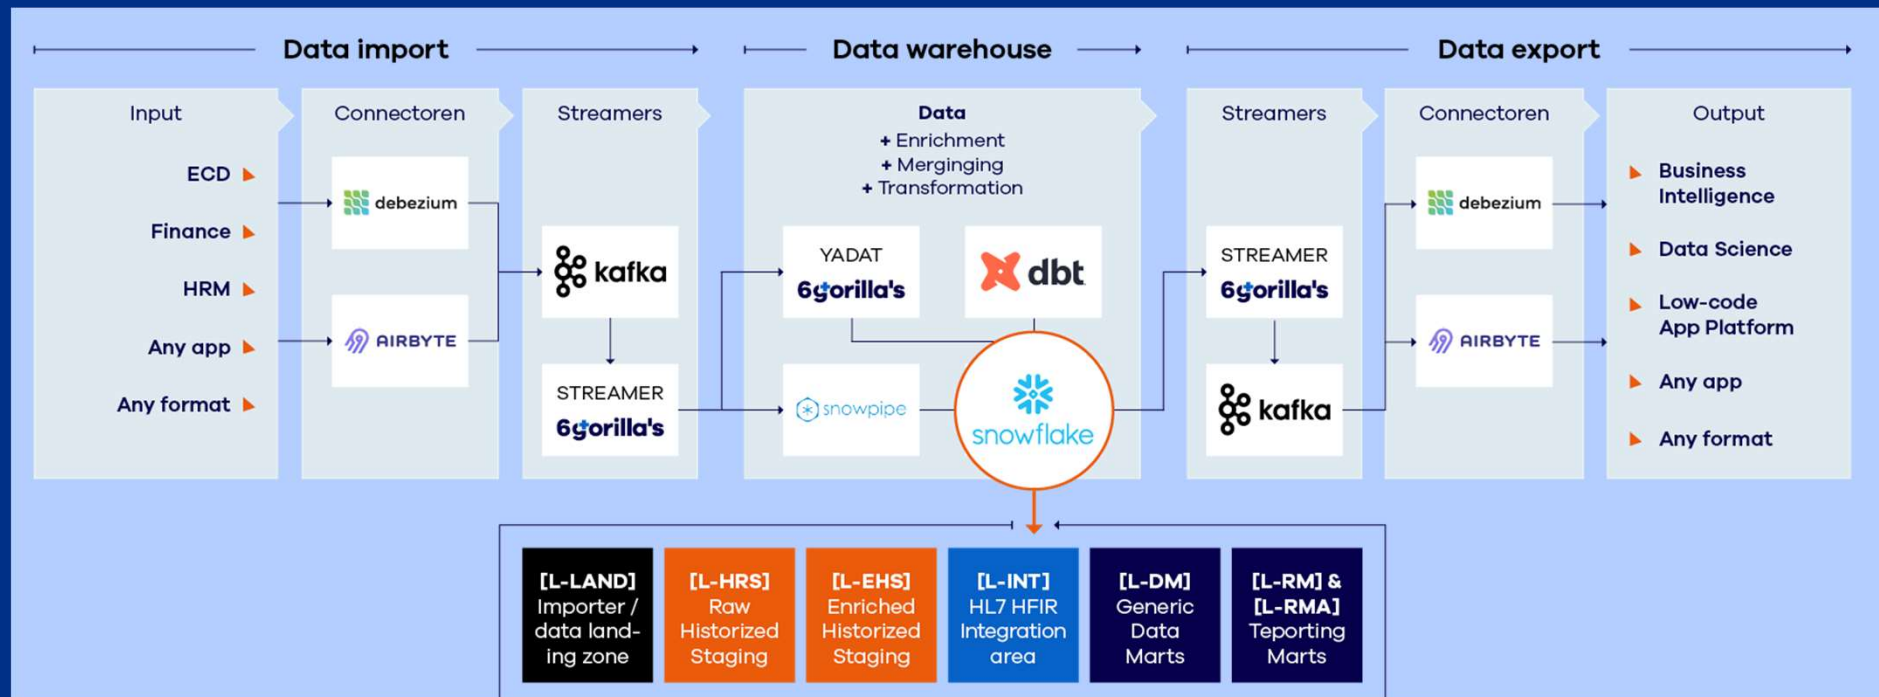 Data import
Data warehouse
Data export
Input
ECD
Finance
HRM
Any app
Any format
Connectoren
debezium
AIRBYTE
Streamers
kafka
STREAMER
6gorilla's
Data
+ Enrichment
+ Merginging
+ Transformation
YADAT
6gorilla's
dbt
snowpipe
snowflake
Streamers
STREAMER
6gorilla's
kafka
Connectoren
debezium
AIRBYTE
Output
Business
Intelligence
Data Science
Low-code
App Platform
Any app
Any format
[L-LAND]
Importer /
data land-
ing zone
[L-HRS]
Raw
Historized
Staging
[L-EHS]
Enriched
Historized
Staging
[L-INT]
HL7 HFIR
Integration
area
[L-DM]
Generic
Data
Marts
[L-RM] &
[L-RMA]
Teporting
Marts